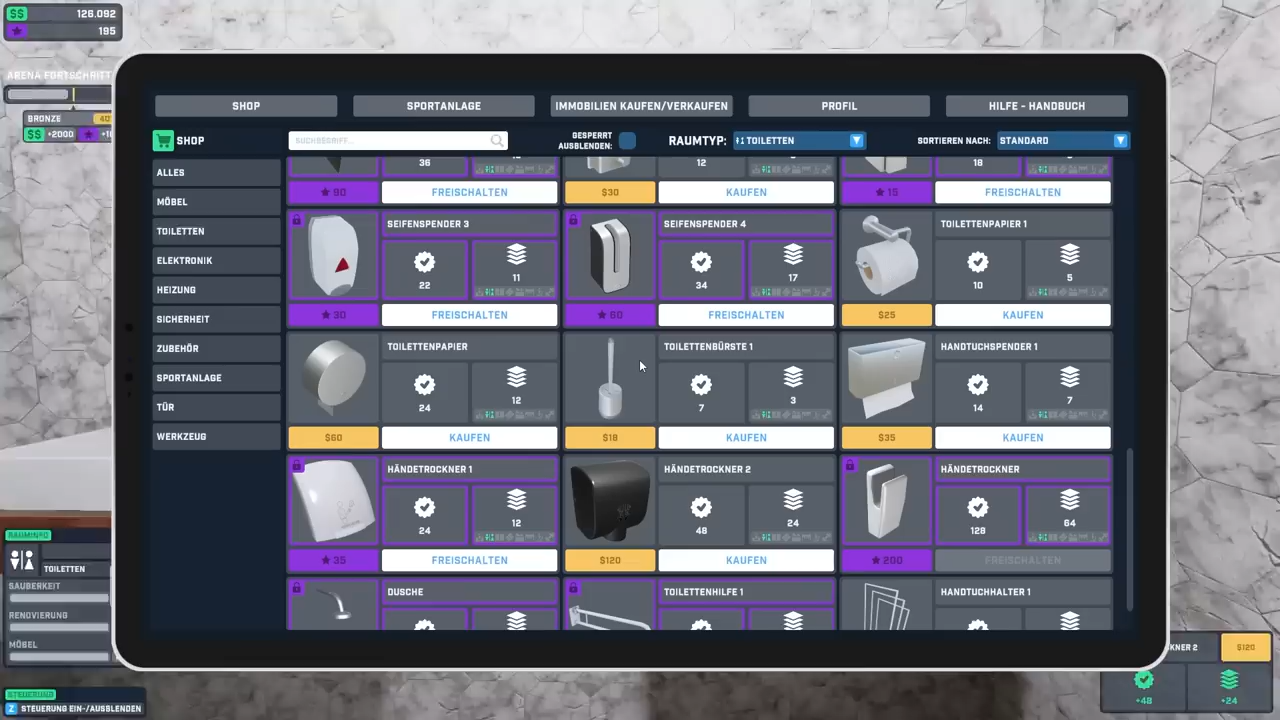 $$ 126.092
195
ARENA FORTSCHRITT
BRONZE
$$ +2000
SHOP
SPORTANLAGE
IMMOBILIEN KAUFEN/VERKAUFEN
PROFIL
HILFE - HANDBUCH
SHOP
SUCHBEGRIFF...
GESPERRT
AUSBLENDEN:
RAUMTYP:
TOILETTEN
SORTIEREN NACH:
STANDARD
ALLES
MÖBEL
TOILETTEN
ELEKTRONIK
HEIZUNG
SICHERHEIT
ZUBEHÖR
SPORTANLAGE
TÜR
WERKZEUG
36
12
18
90
FREISCHALTEN
$30
KAUFEN
15
FREISCHALTEN
SEIFENSPENDER 3
22
11
30
FREISCHALTEN
SEIFENSPENDER 4
34
17
60
FREISCHALTEN
TOILETTENPAPIER 1
10
5
$25
KAUFEN
TOILETTENPAPIER
24
12
$60
KAUFEN
TOILETTENBÜRSTE 1
7
3
$18
KAUFEN
HANDTUCHSPENDER 1
14
7
$35
KAUFEN
HÄNDETROCKNER 1
24
12
35
FREISCHALTEN
HÄNDETROCKNER 2
48
24
$120
KAUFEN
HÄNDETROCKNER
128
64
200
FREISCHALTEN
DUSCHE
TOILETTENHILFE 1
HANDTUCHHALTER 1
RAUMINFO
TOILETTEN
SAUBERKEIT
RENOVIERUNG
MÖBEL
STEUERUNG
Z STEUERUNG EIN-/AUSBLENDEN
KNER 2
$120
+48
+24